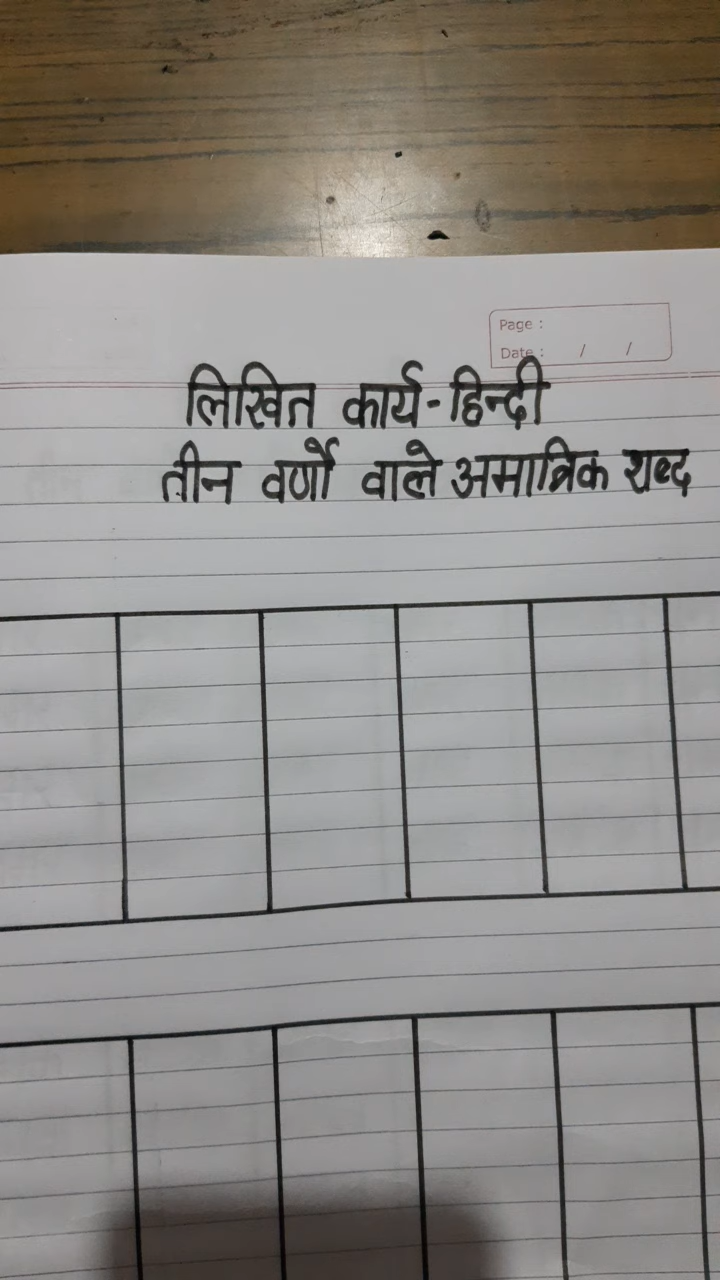 Page :
Date : / /
लिखित कार्य-हिन्दी
तीन वर्णों वाले अमात्रिक शब्द